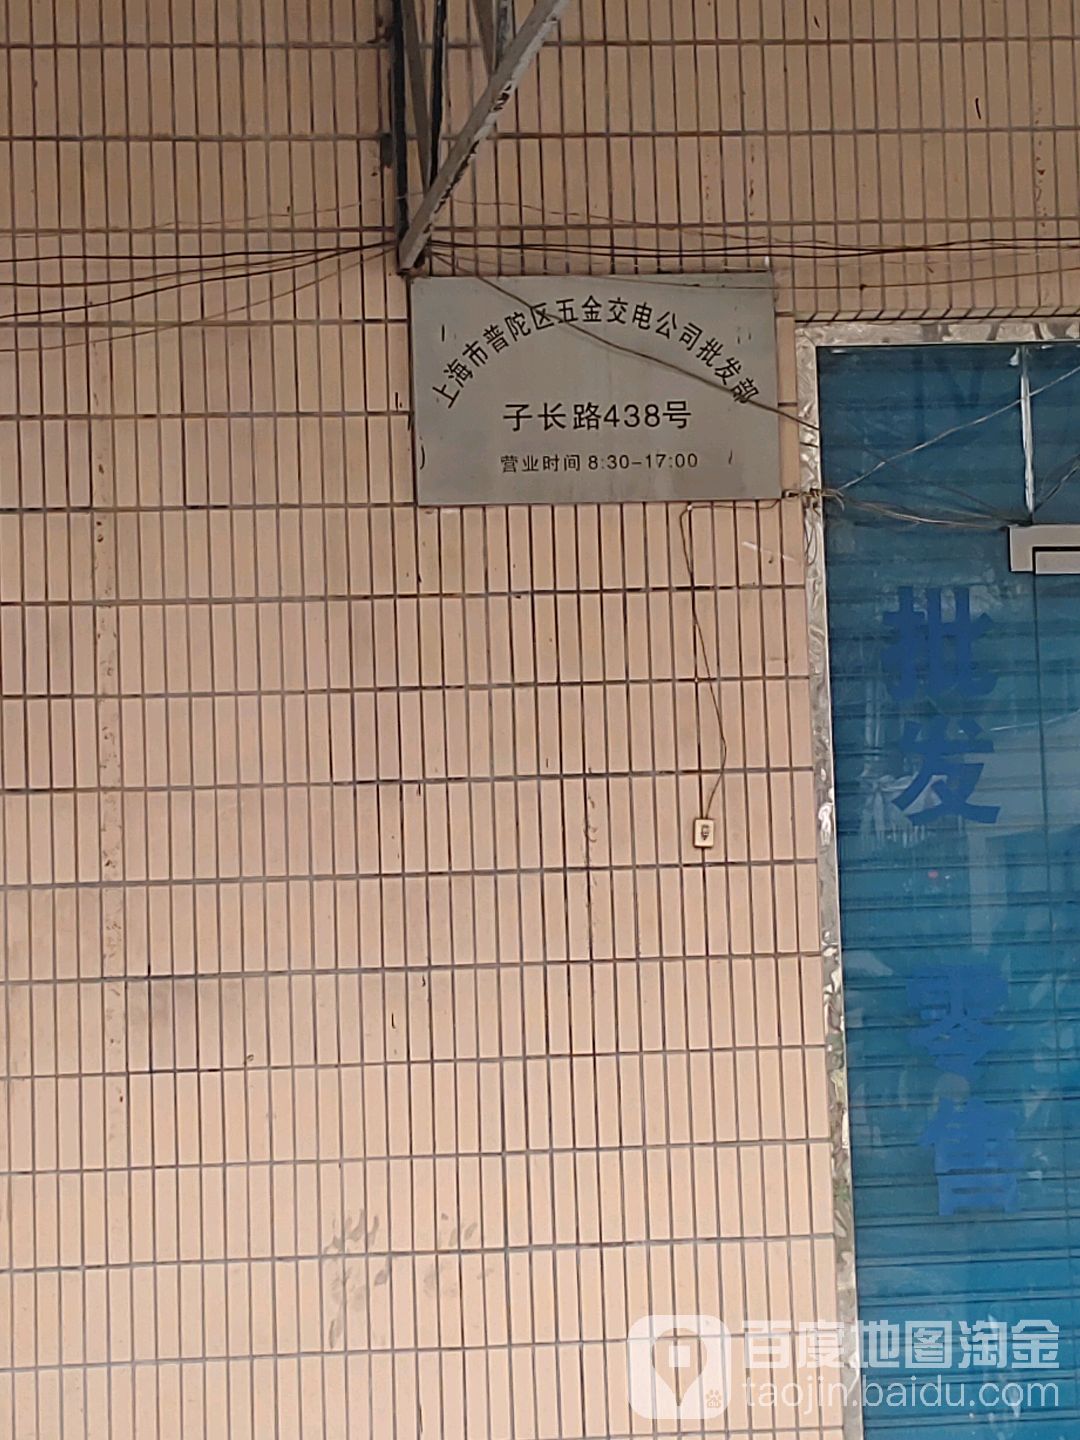 上海市普陀区五金交电公司批发部
子长路438号
营业时间 8:30-17:00
批发
零售
百度地图淘金
taojin.baidu.com